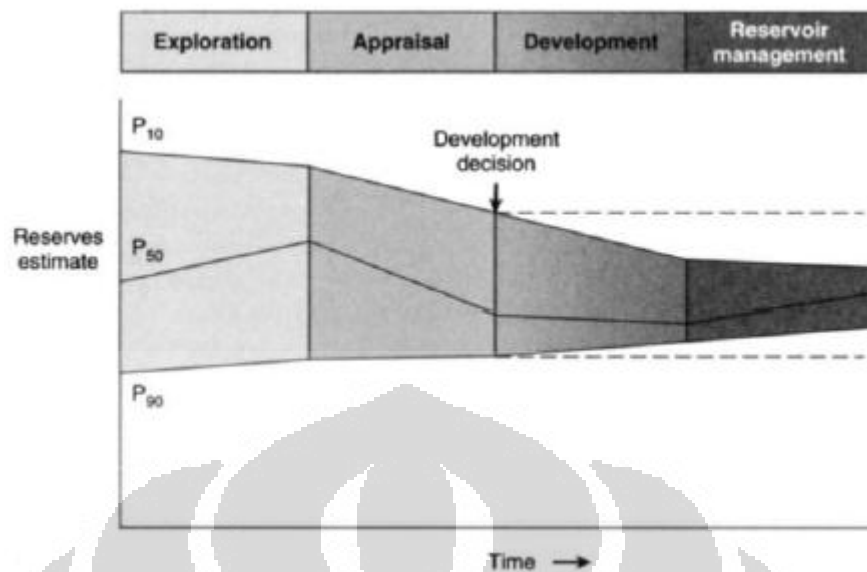 Exploration
Appraisal
Development
Reservoir
management
P10
Development
decision
Reserves
estimate
P50
P90
Time